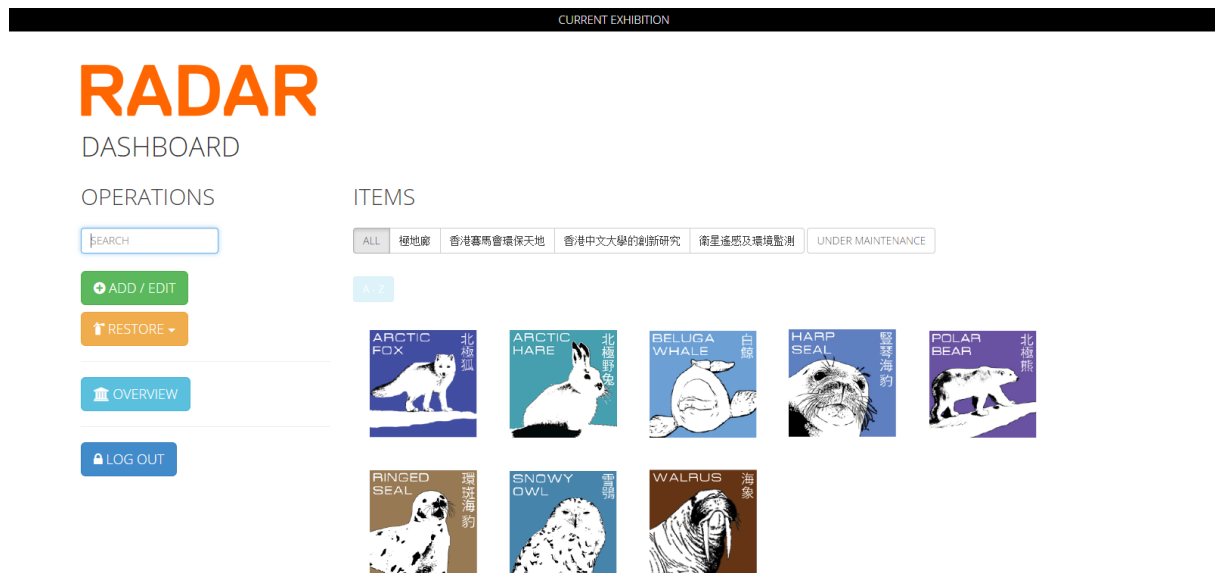 CURRENT EXHIBITION
RADAR
DASHBOARD
OPERATIONS
SEARCH
ADD / EDIT
RESTORE
OVERVIEW
LOG OUT
ITEMS
ALL 極地廊 香港賽馬會環保天地 香港中文大學的創新研究 衛星遙感及環境監測 UNDER MAINTENANCE
A - Z
ARCTIC
FOX
北極狐
ARCTIC
HARE
北極野兔
BELUGA
WHALE
白鯨
HARP
SEAL
豎琴海豹
POLAR
BEAR
北極熊
RINGED
SEAL
環斑海豹
SNOWY
OWL
雪鴞
WALRUS
海象